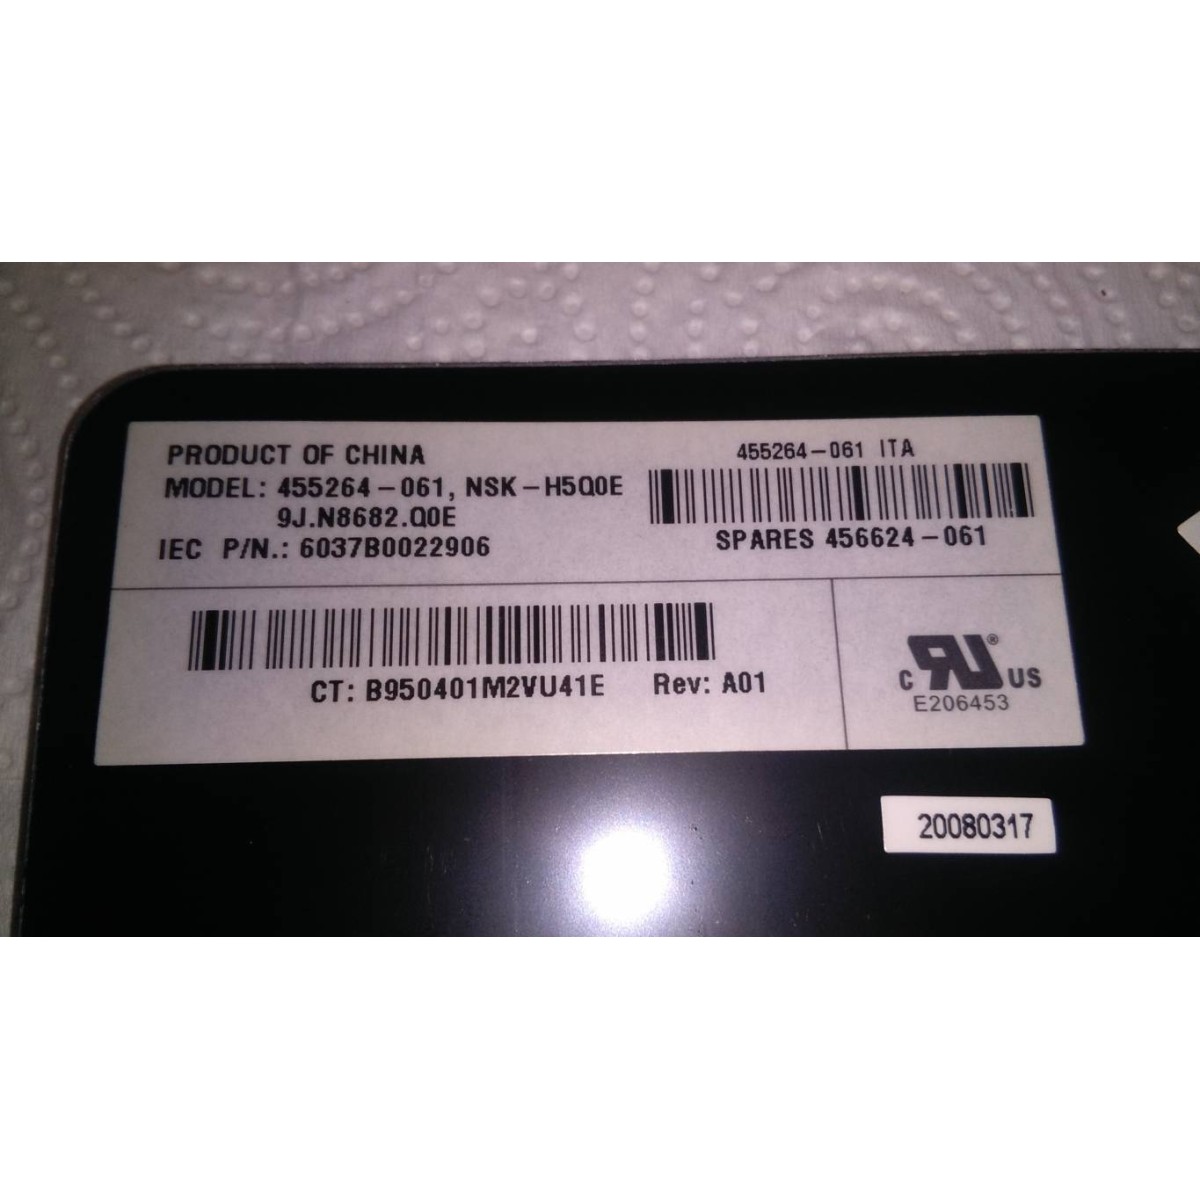 PRODUCT OF CHINA
MODEL: 455264-061, NSK-H5Q0E
9J.N8682.Q0E
IEC P/N.: 6037B0022906
455264-061 ITA
SPARES 456624-061
CT: B950401M2VU41E Rev: A01
C RU® US
E206453
20080317